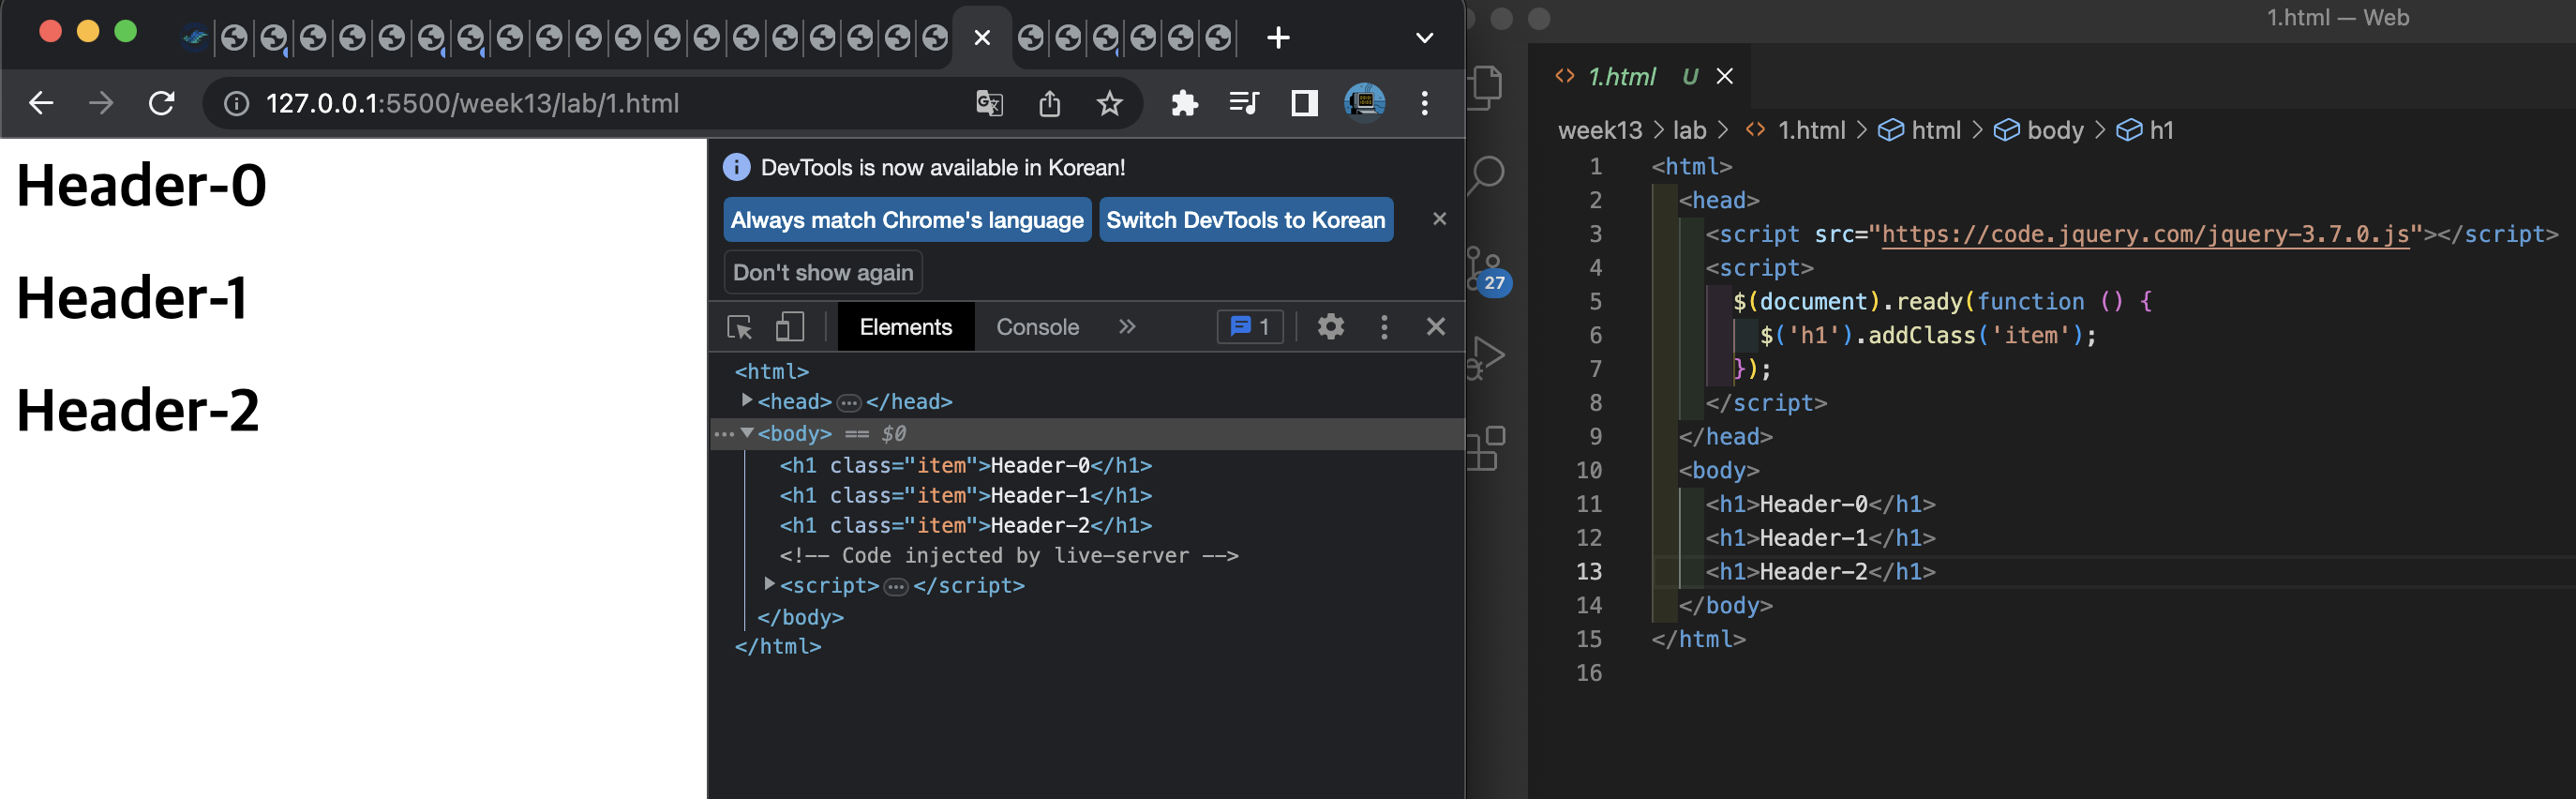 127.0.0.1:5500/week13/lab/1.html
Header-0
Header-1
Header-2
DevTools is now available in Korean!
Always match Chrome's language
Switch DevTools to Korean
Don't show again
Elements
Console
1
<html>
<head> ... </head>
... <body> == $0
<h1 class="item">Header-0</h1>
<h1 class="item">Header-1</h1>
<h1 class="item">Header-2</h1>
<!-- Code injected by live-server -->
<script> ... </script>
</body>
</html>
27
1.html — Web
1.html U
week13 > lab > <> 1.html > html > body > h1
1 <html>
2 <head>
3 <script src="https://code.jquery.com/jquery-3.7.0.js"></script>
4 <script>
5 $(document).ready(function () {
6 $('h1').addClass('item');
7 });
8 </script>
9 </head>
10 <body>
11 <h1>Header-0</h1>
12 <h1>Header-1</h1>
13 <h1>Header-2</h1>
14 </body>
15 </html>
16